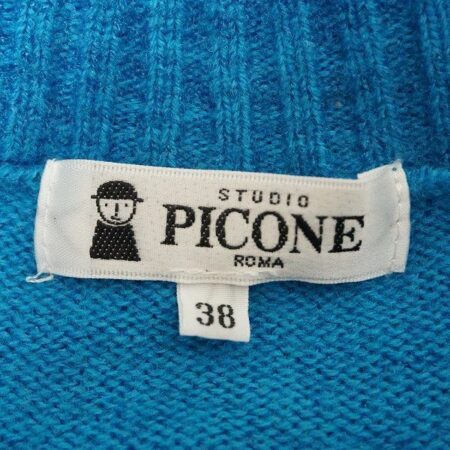 STUDIO
PICONE
ROMA
38